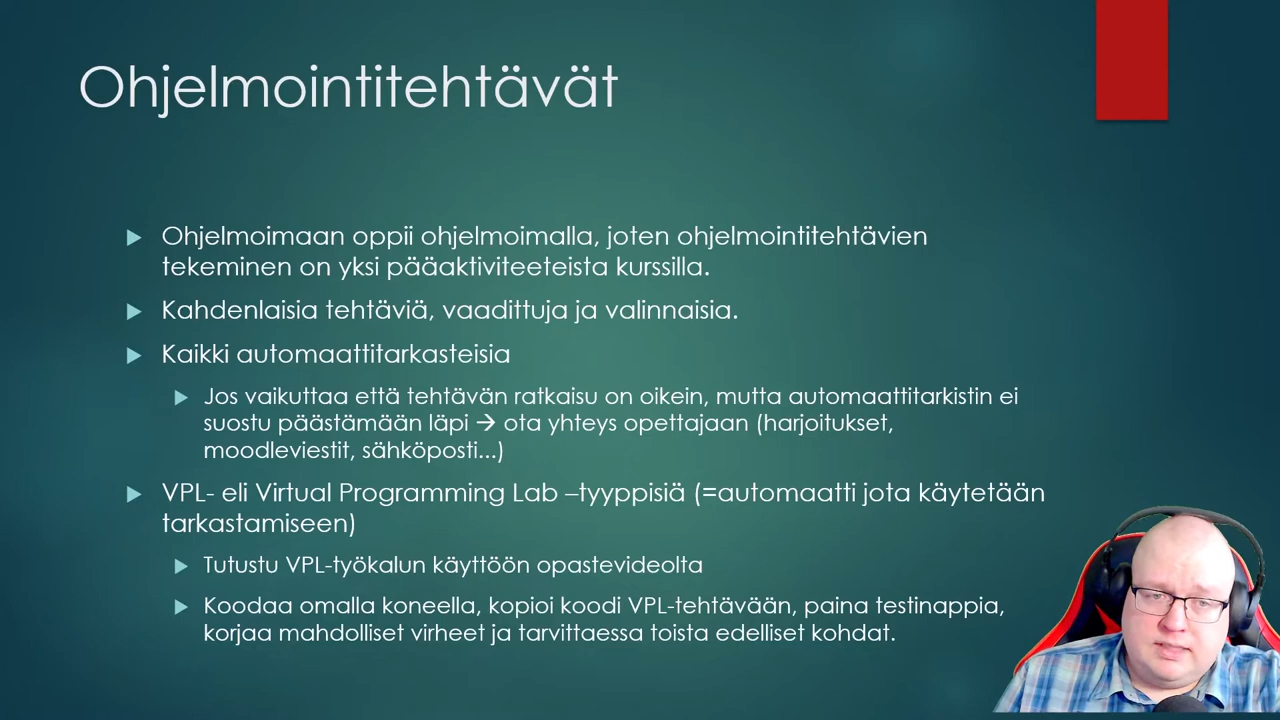 Ohjelmointitehtävät
Ohjelmoimaan oppii ohjelmoimalla, joten ohjelmointitehtävien
tekeminen on yksi pääaktiviteeteista kurssilla.
Kahdenlaisia tehtäviä, vaadittuja ja valinnaisia.
Kaikki automaattitarkasteisia
Jos vaikuttaa että tehtävän ratkaisu on oikein, mutta automaattitarkistin ei
suostu päästämään läpi → ota yhteys opettajaan (harjoitukset,
moodleviestit, sähköposti...)
VPL- eli Virtual Programming Lab –tyyppisiä (=automaatti jota käytetään
tarkastamiseen)
Tutustu VPL-työkalun käyttöön opastevideolta
Koodaa omalla koneella, kopioi koodi VPL-tehtävään, paina testinappia,
korjaa mahdolliset virheet ja tarvittaessa toista edelliset kohdat.